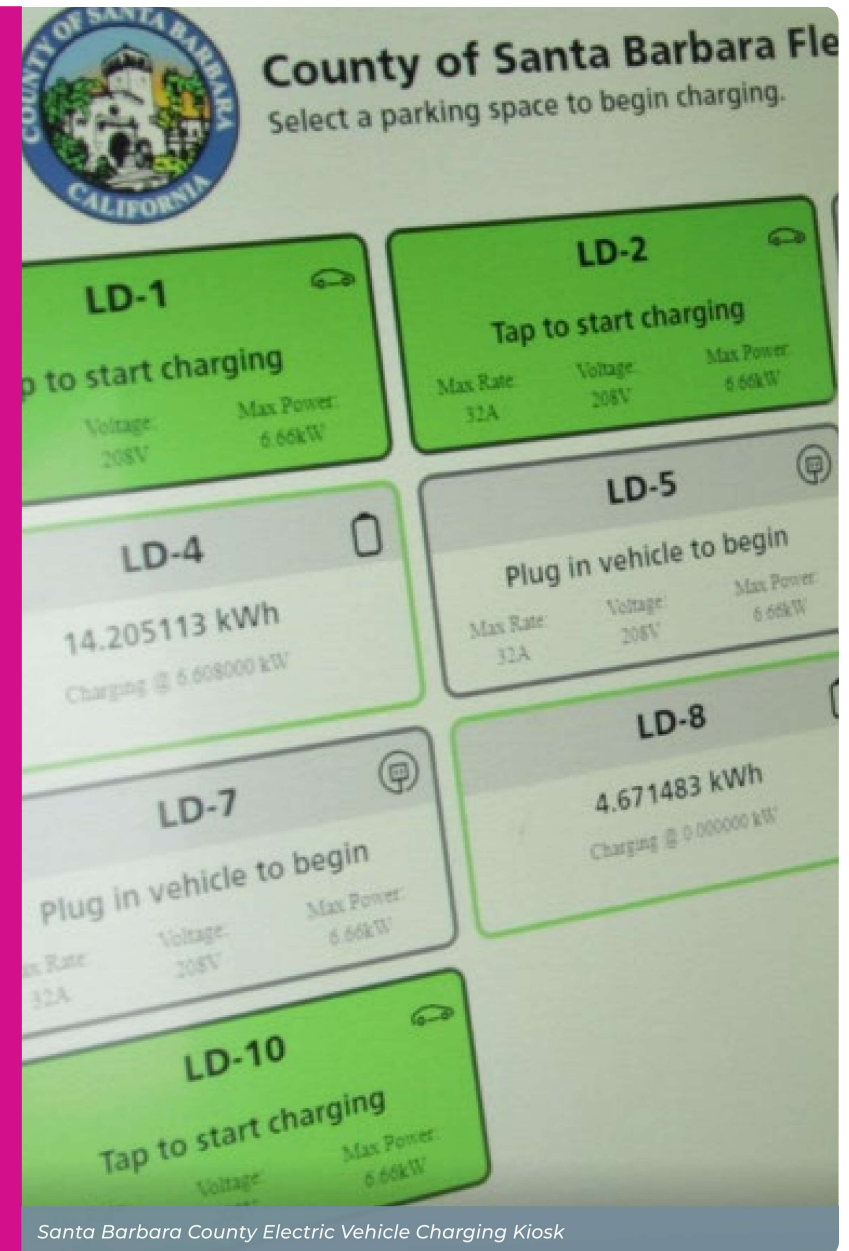 COUNTY OF SANTA BARBARA
CALIFORNIA
County of Santa Barbara Fle
Select a parking space to begin charging.
LD-1
p to start charging
Voltage: Max Power:
208V 6.66kW
LD-2
Tap to start charging
Max Rate: Voltage: Max Power:
32A 208V 6.66kW
LD-4
14.205113 kWh
Charging @ 6.608000 kW
LD-5
Plug in vehicle to begin
Max Rate: Voltage: Max Power:
32A 208V 6.66kW
LD-7
Plug in vehicle to begin
ax Rate: Voltage: Max Power:
32A 208V 6.66kW
LD-8
4.671483 kWh
Charging @ 0.000000 kW
LD-10
Tap to start charging
Voltage: Max Power:
6.66kW
Santa Barbara County Electric Vehicle Charging Kiosk